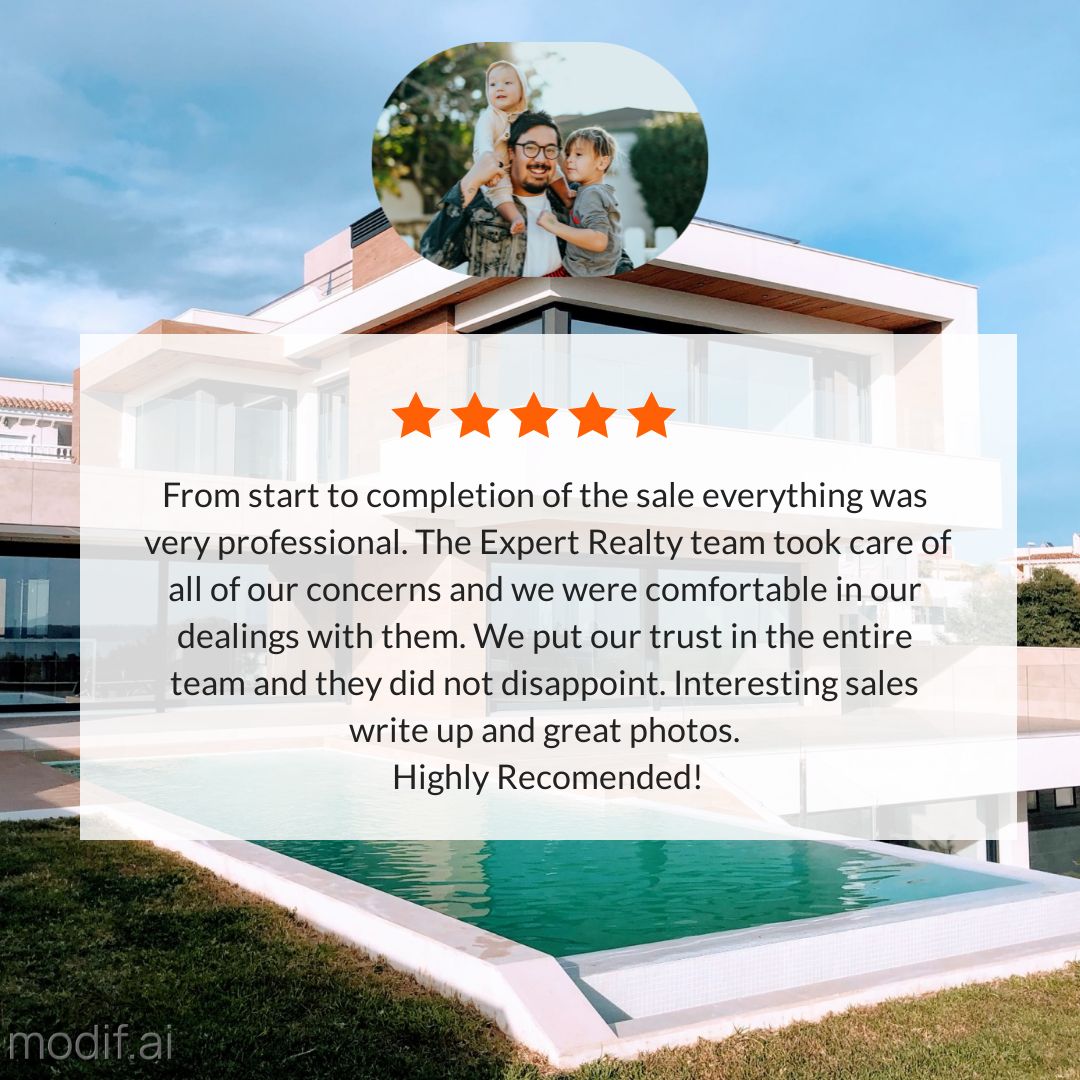 From start to completion of the sale everything was
very professional. The Expert Realty team took care of
all of our concerns and we were comfortable in our
dealings with them. We put our trust in the entire
team and they did not disappoint. Interesting sales
write up and great photos.
Highly Recomended!
modif.ai